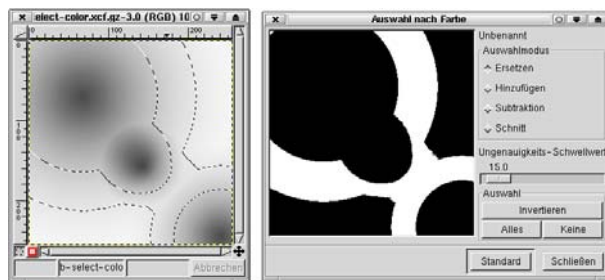 elect-color.xcf.gz-3.0 (RGB) 10
0
100
200
b-select-colo
Abbrechen
Auswahl nach Farbe
Unbenannt
Auswahlmodus
Ersetzen
Hinzufügen
Subtraktion
Schnitt
Ungenauigkeits-Schwellwert
15.0
Auswahl
Invertieren
Alles
Keine
Standard
Schließen